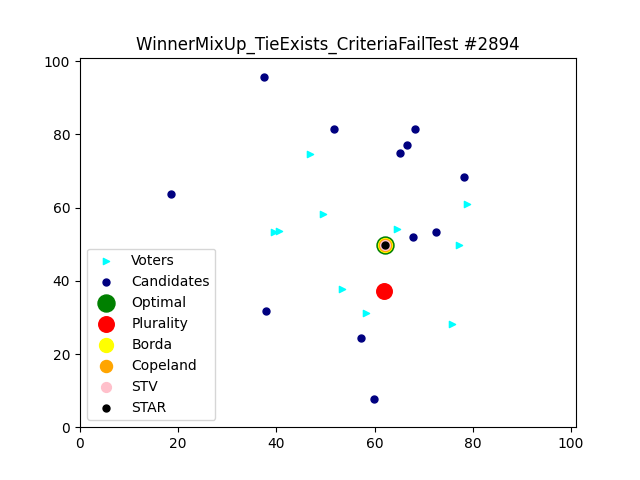 WinnerMixUp_TieExists_CriteriaFailTest #2894
100
80
60
40
20
0
Voters
Candidates
Optimal
Plurality
Borda
Copeland
STV
STAR
0 20 40 60 80 100